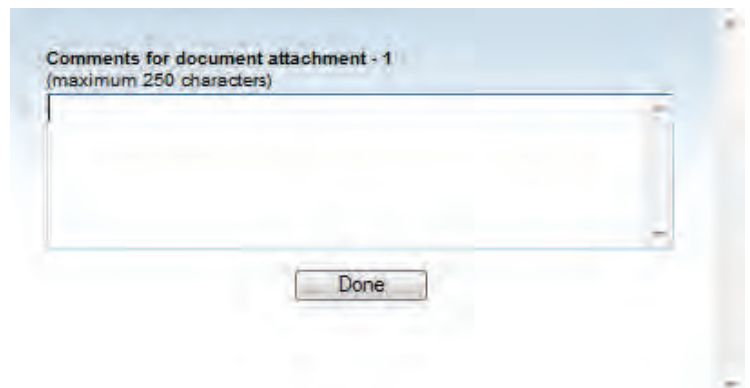 Comments for document attachment - 1
(maximum 250 characters)
Done